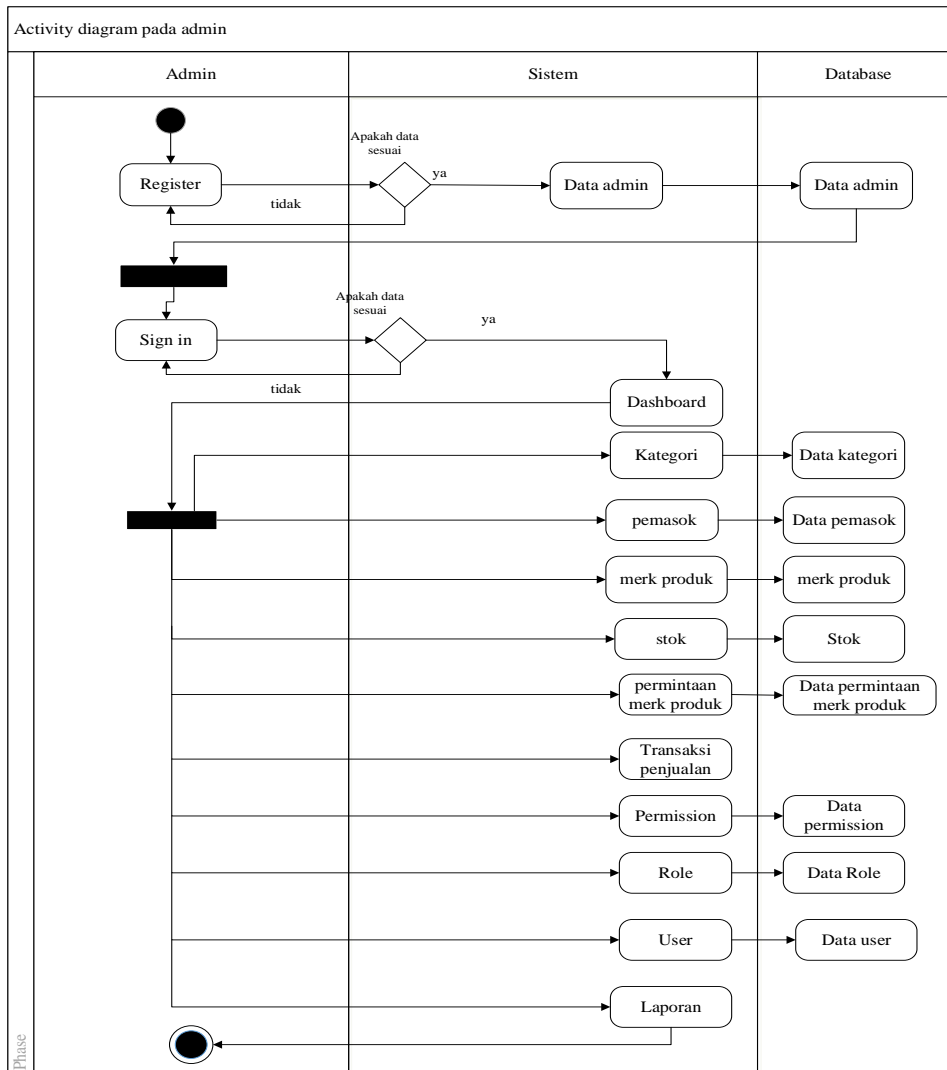 Activity diagram pada admin
Admin
Sistem
Database
Apakah data
sesuai
Register
ya
Data admin
Data admin
tidak
Apakah data
sesuai
ya
Sign in
tidak
Dashboard
Kategori
Data kategori
pemasok
Data pemasok
merk produk
merk produk
stok
Stok
permintaan
merk produk
Data permintaan
merk produk
Transaksi
penjualan
Permission
Data
permission
Role
Data Role
User
Data user
Laporan
Phase